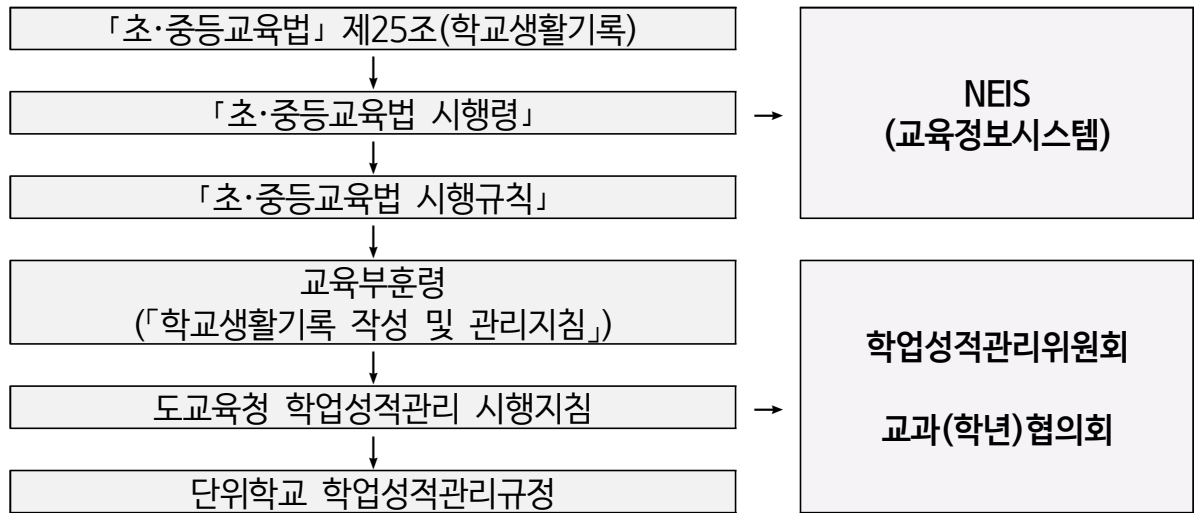 「초·중등교육법」 제25조(학교생활기록)
「초·중등교육법 시행령」
「초·중등교육법 시행규칙」
교육부훈령
(「학교생활기록 작성 및 관리지침」)
도교육청 학업성적관리 시행지침
단위학교 학업성적관리규정
NEIS
(교육정보시스템)
학업성적관리위원회
교과(학년)협의회